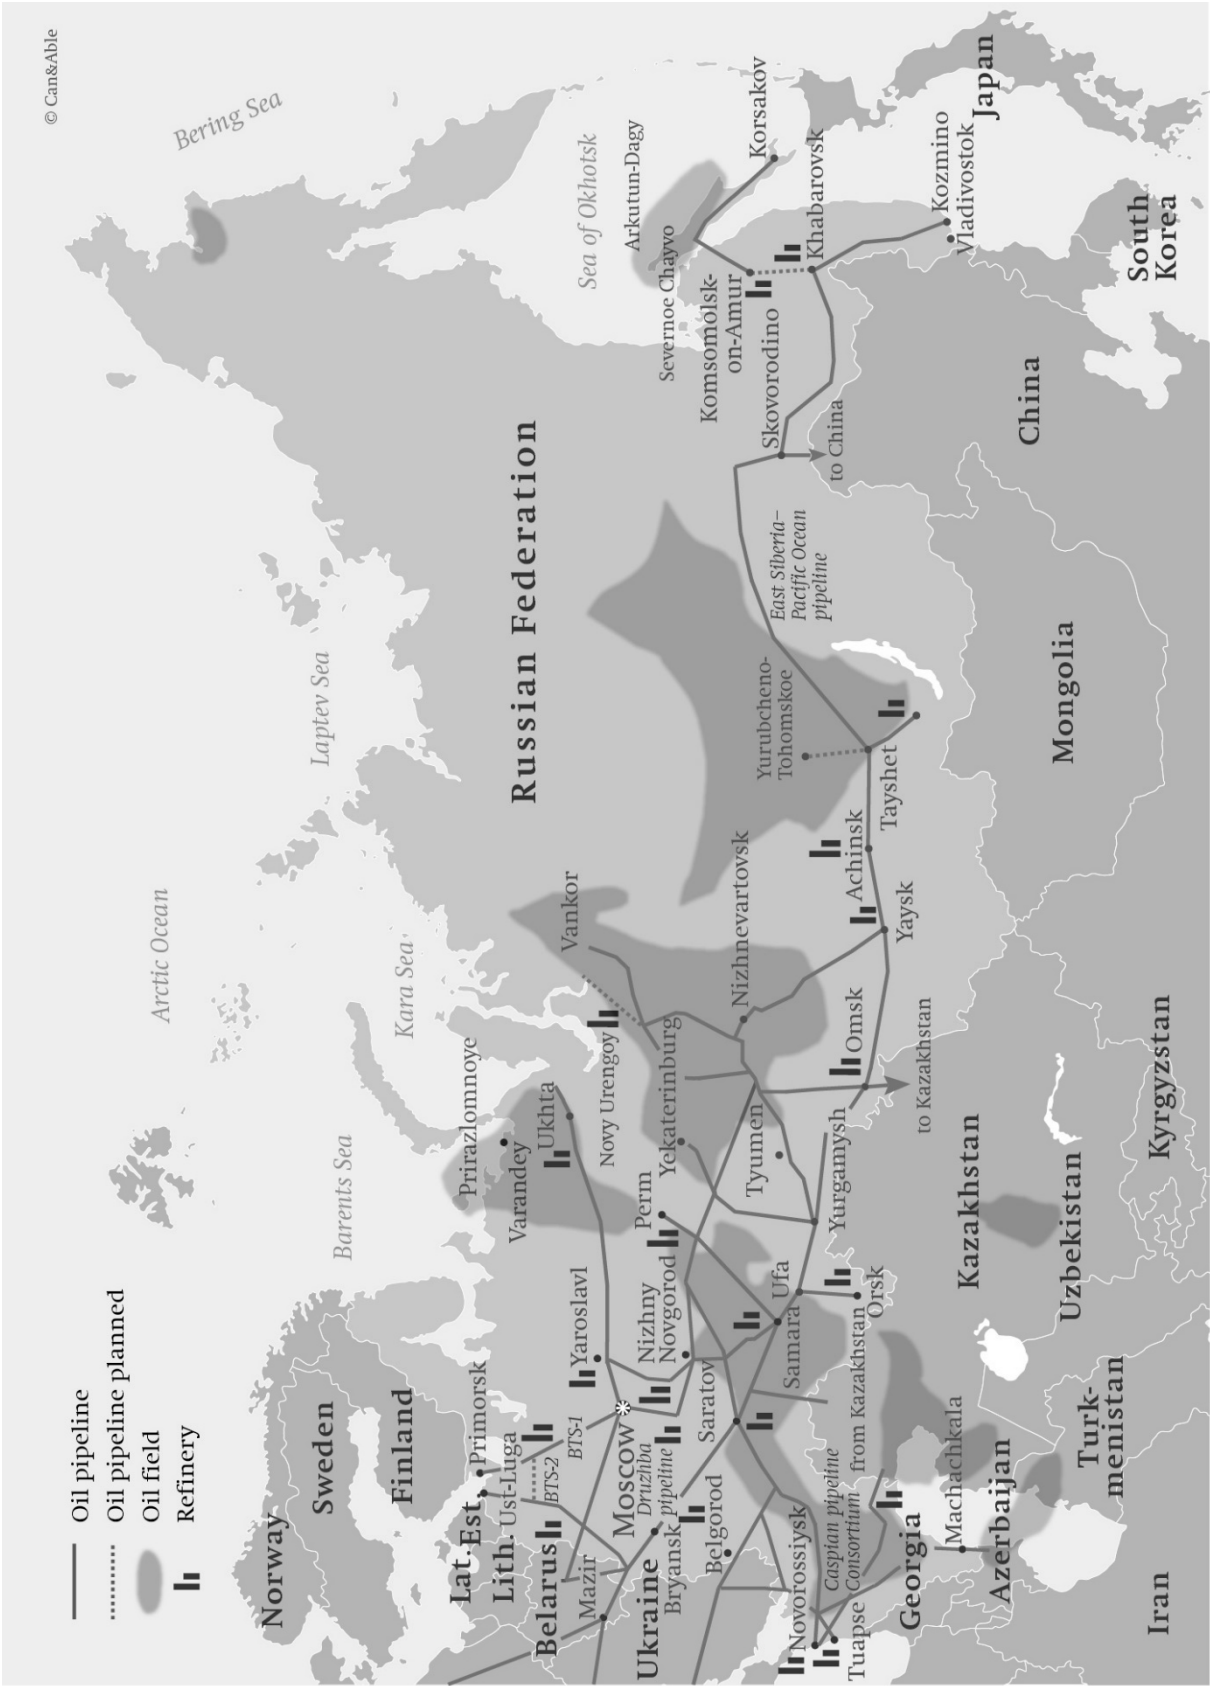 © Can&Able
Oil pipeline
Oil pipeline planned
Oil field
Refinery
Arctic Ocean
Barents Sea
Kara Sea
Laptev Sea
Bering Sea
Sea of Okhotsk
Norway
Sweden
Finland
Est.
Lat.
Lith.
Belarus
Ukraine
Russian Federation
Georgia
Azerbaijan
Iran
Turk-
menistan
Uzbekistan
Kazakhstan
Kyrgyzstan
Mongolia
China
South
Korea
Japan
Primorsk
Ust-Luga
BTS-1
BTS-2
Moscow
Druzhba
pipeline
Mazir
Bryansk
Belgorod
Yaroslavl
Nizhny
Novgorod
Saratov
Samara
Ufa
Orsk
Perm
Prirazlomnoye
Varandey
Ukhta
Novy Urengoy
Yekaterinburg
Tyumen
Yurgamysh
Vankor
Nizhnevartovsk
Omsk
to Kazakhstan
Yaysk
Achinsk
Tayshet
Yurubcheno-
Tohomskoe
East Siberia–
Pacific Ocean
pipeline
Skovorodino
to China
Komsomolsk-
on-Amur
Severnoe Chayvo
Arkutun-Dagy
Korsakov
Khabarovsk
Kozmino
Vladivostok
Novorossiysk
Tuapse
Caspian pipeline
Consortium
from Kazakhstan
Machachkala